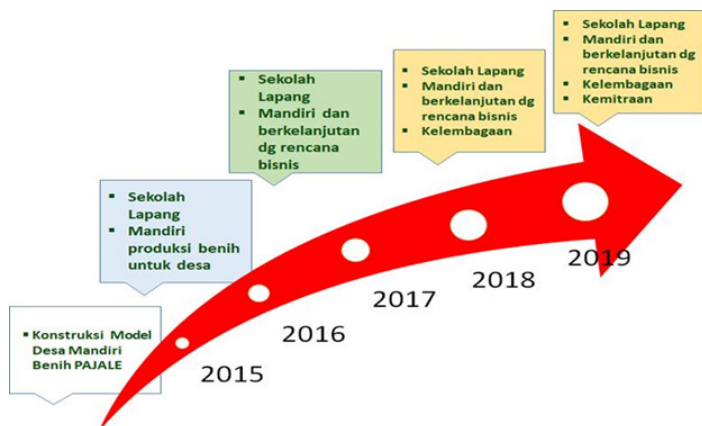 ▪ Konstruksi Model
Desa Mandiri
Benih PAJALE
2015
▪ Sekolah
Lapang
▪ Mandiri
produksi benih
untuk desa
2016
▪ Sekolah
Lapang
▪ Mandiri dan
berkelanjutan
dg rencana
bisnis
2017
▪ Sekolah Lapang
▪ Mandiri dan
berkelanjutan dg
rencana bisnis
▪ Kelembagaan
2018
▪ Sekolah Lapang
▪ Mandiri dan
berkelanjutan dg
rencana bisnis
▪ Kelembagaan
▪ Kemitraan
2019